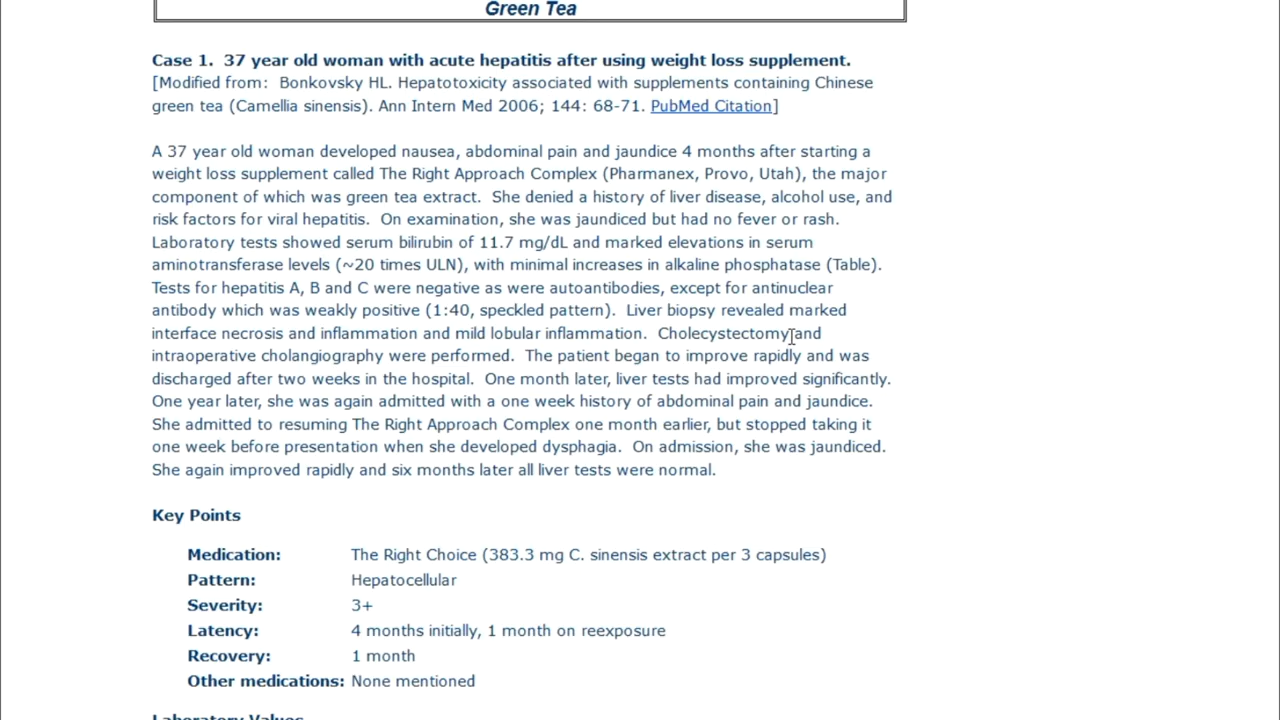 Green Tea
Case 1.  37 year old woman with acute hepatitis after using weight loss supplement.
[Modified from:  Bonkovsky HL. Hepatotoxicity associated with supplements containing Chinese
green tea (Camellia sinensis). Ann Intern Med 2006; 144: 68-71. PubMed Citation]
A 37 year old woman developed nausea, abdominal pain and jaundice 4 months after starting a
weight loss supplement called The Right Approach Complex (Pharmanex, Provo, Utah), the major
component of which was green tea extract.  She denied a history of liver disease, alcohol use, and
risk factors for viral hepatitis.  On examination, she was jaundiced but had no fever or rash.
Laboratory tests showed serum bilirubin of 11.7 mg/dL and marked elevations in serum
aminotransferase levels (~20 times ULN), with minimal increases in alkaline phosphatase (Table).
Tests for hepatitis A, B and C were negative as were autoantibodies, except for antinuclear
antibody which was weakly positive (1:40, speckled pattern).  Liver biopsy revealed marked
interface necrosis and inflammation and mild lobular inflammation.  Cholecystectomy and
intraoperative cholangiography were performed.  The patient began to improve rapidly and was
discharged after two weeks in the hospital.  One month later, liver tests had improved significantly.
One year later, she was again admitted with a one week history of abdominal pain and jaundice.
She admitted to resuming The Right Approach Complex one month earlier, but stopped taking it
one week before presentation when she developed dysphagia.  On admission, she was jaundiced.
She again improved rapidly and six months later all liver tests were normal.
Key Points
Medication: The Right Choice (383.3 mg C. sinensis extract per 3 capsules)
Pattern: Hepatocellular
Severity: 3+
Latency: 4 months initially, 1 month on reexposure
Recovery: 1 month
Other medications: None mentioned
Laboratory Values